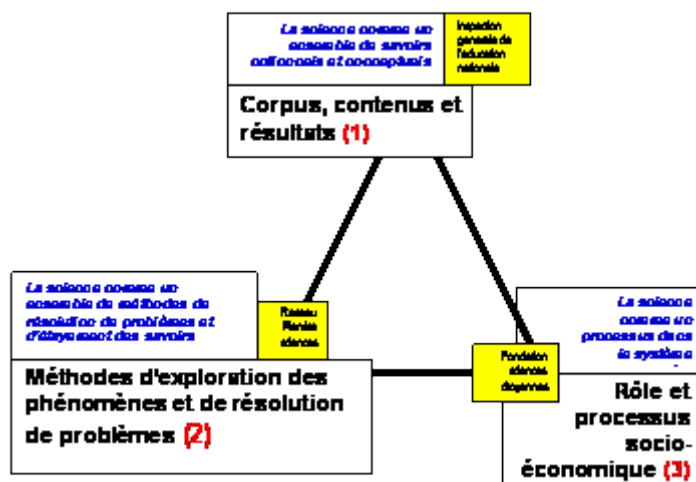 La science comme un
ensemble de savoirs
notionnels et conceptuels
Inspection
générale de
l'éducation
nationale
Corpus, contenus et
résultats (1)
La science comme un
ensemble de méthodes de
résolution de problèmes et
d'étayement des savoirs
Réseau
sciences
Méthodes d'exploration des
phénomènes et de résolution
de problèmes (2)
La science
comme un
processus dans
le système
Fondation
sciences
citoyennes
Rôle et
processus
socio-
économique (3)